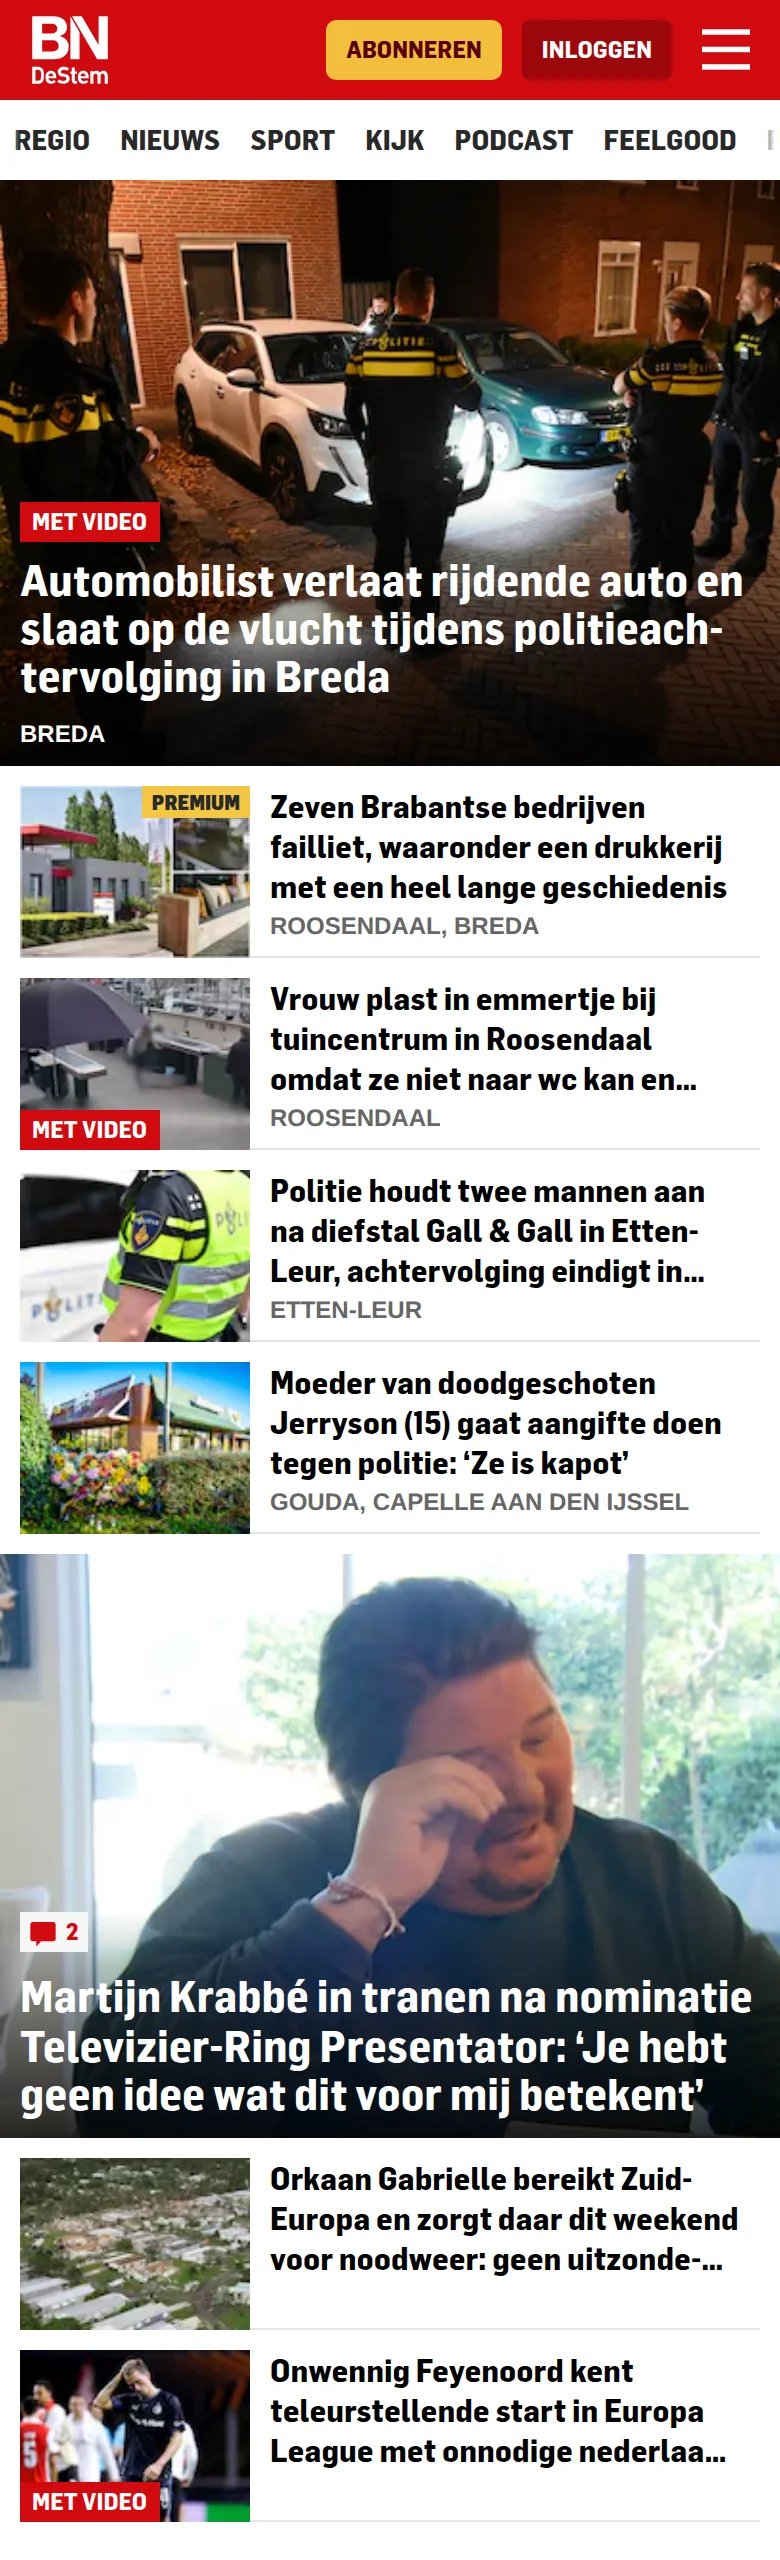 BN
DeStem
ABONNEREN
INLOGGEN
REGIO NIEUWS SPORT KIJK PODCAST FEELGOOD
POLITIE
MET VIDEO
Automobilist verlaat rijdende auto en
slaat op de vlucht tijdens politieach-
tervolging in Breda
BREDA
PREMIUM
Zeven Brabantse bedrijven
failliet, waaronder een drukkerij
met een heel lange geschiedenis
ROOSENDAAL, BREDA
MET VIDEO
Vrouw plast in emmertje bij
tuincentrum in Roosendaal
omdat ze niet naar wc kan en...
ROOSENDAAL
Politie houdt twee mannen aan
na diefstal Gall & Gall in Etten-
Leur, achtervolging eindigt in...
ETTEN-LEUR
Moeder van doodgeschoten
Jerryson (15) gaat aangifte doen
tegen politie: ‘Ze is kapot’
GOUDA, CAPELLE AAN DEN IJSSEL
2
Martijn Krabbé in tranen na nominatie
Televizier-Ring Presentator: ‘Je hebt
geen idee wat dit voor mij betekent’
Orkaan Gabrielle bereikt Zuid-
Europa en zorgt daar dit weekend
voor noodweer: geen uitzonde-...
5
MET VIDEO
Onwennig Feyenoord kent
teleurstellende start in Europa
League met onnodige nederlaa...